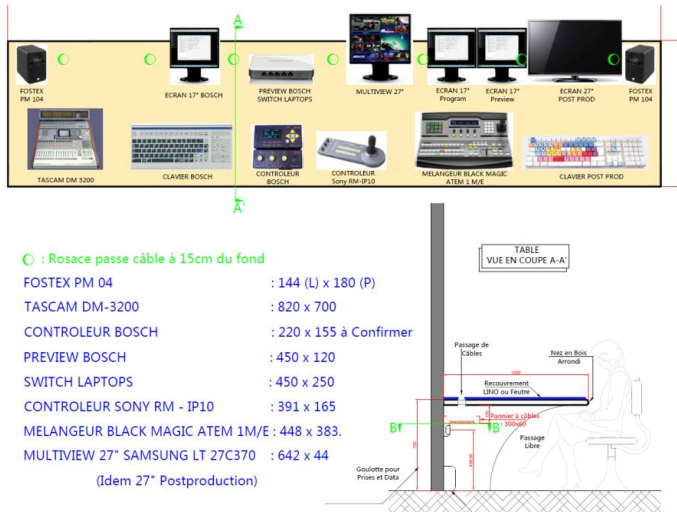 A
FOSTEX
PM 104
ECRAN 17" BOSCH
PREVIEW BOSCH
SWITCH LAPTOPS
MULTIVIEW 27"
ECRAN 17"
Program
ECRAN 17"
Preview
ECRAN 27"
POST PROD
FOSTEX
PM 104
TASCAM DM 3200
CLAVIER BOSCH
CONTROLEUR
BOSCH
CONTROLEUR
Sony RM-IP10
MELANGEUR BLACK MAGIC
ATEM 1 M/E
CLAVIER POST PROD
A'
: Rosace passe câble à 15cm du fond
FOSTEX PM 04 : 144 (L) x 180 (P)
TASCAM DM-3200 : 820 x 700
CONTROLEUR BOSCH : 220 x 155 à Confirmer
PREVIEW BOSCH : 450 x 120
SWITCH LAPTOPS : 450 x 250
CONTROLEUR SONY RM - IP10 : 391 x 165
MELANGEUR BLACK MAGIC ATEM 1M/E : 448 x 383.
MULTIVIEW 27" SAMSUNG LT 27C370 : 642 x 44
(Idem 27" Postproduction)
TABLE
VUE EN COUPE A-A'
Passage de
Câbles
Nez en Bois
Arrondi
Recouvrement
LINO ou Feutre
Pannier à câbles
300x60
B
B'
Passage
Libre
Goulotte pour
Prises et Data